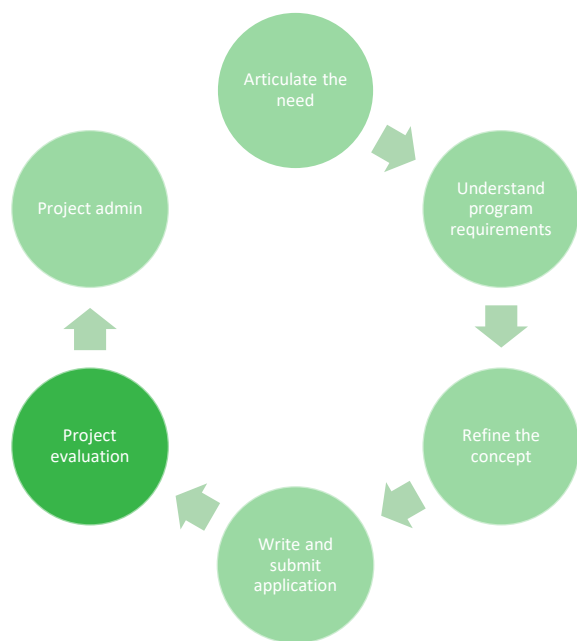 Articulate the
need
Understand
program
requirements
Refine the
concept
Write and
submit
application
Project
evaluation
Project admin